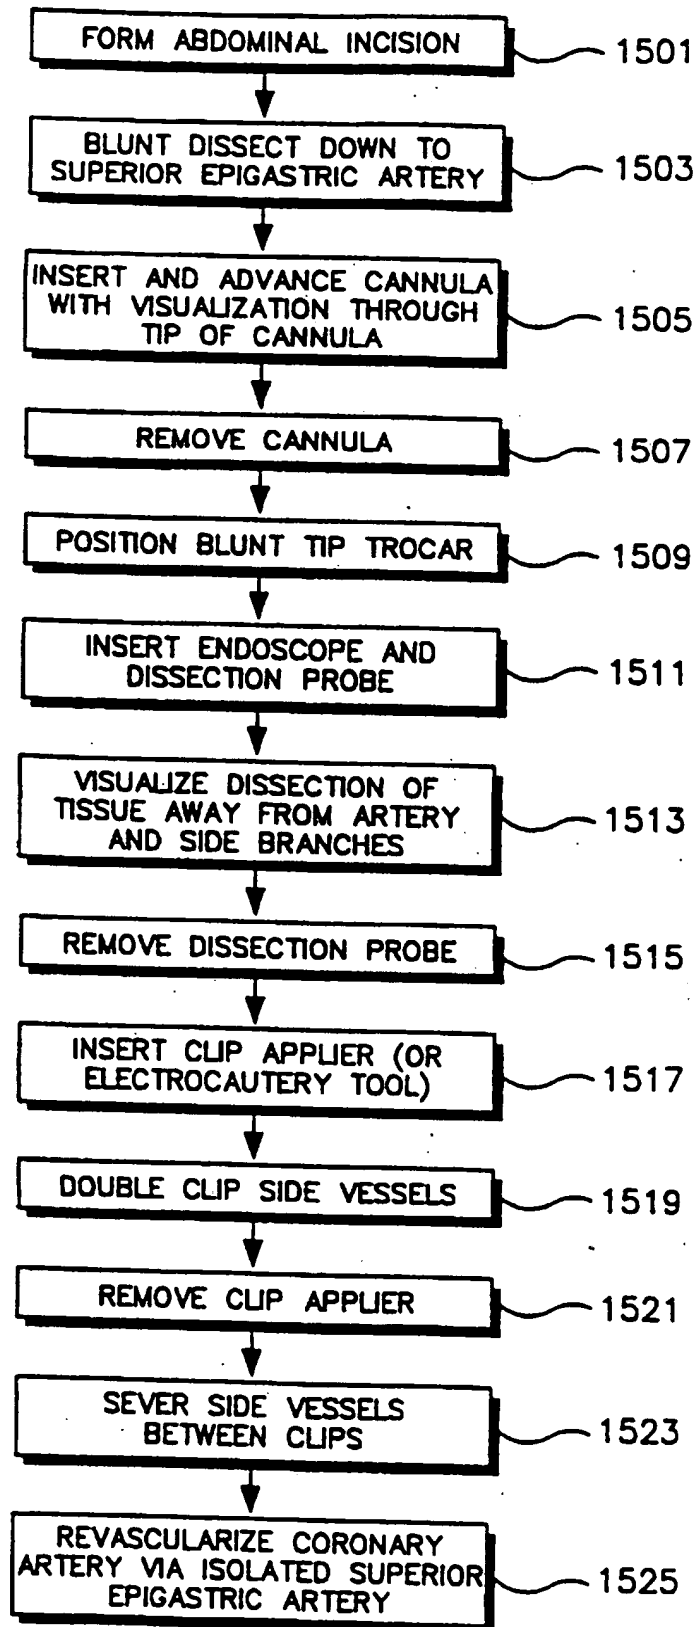 FORM ABDOMINAL INCISION
1501
BLUNT DISSECT DOWN TO
SUPERIOR EPIGASTRIC ARTERY
1503
INSERT AND ADVANCE CANNULA
WITH VISUALIZATION THROUGH
TIP OF CANNULA
1505
REMOVE CANNULA
1507
POSITION BLUNT TIP TROCAR
1509
INSERT ENDOSCOPE AND
DISSECTION PROBE
1511
VISUALIZE DISSECTION OF
TISSUE AWAY FROM ARTERY
AND SIDE BRANCHES
1513
REMOVE DISSECTION PROBE
1515
INSERT CLIP APPLIER (OR
ELECTROCAUTERY TOOL)
1517
DOUBLE CLIP SIDE VESSELS
1519
REMOVE CLIP APPLIER
1521
SEVER SIDE VESSELS
BETWEEN CLIPS
1523
REVASCULARIZE CORONARY
ARTERY VIA ISOLATED SUPERIOR
EPIGASTRIC ARTERY
1525